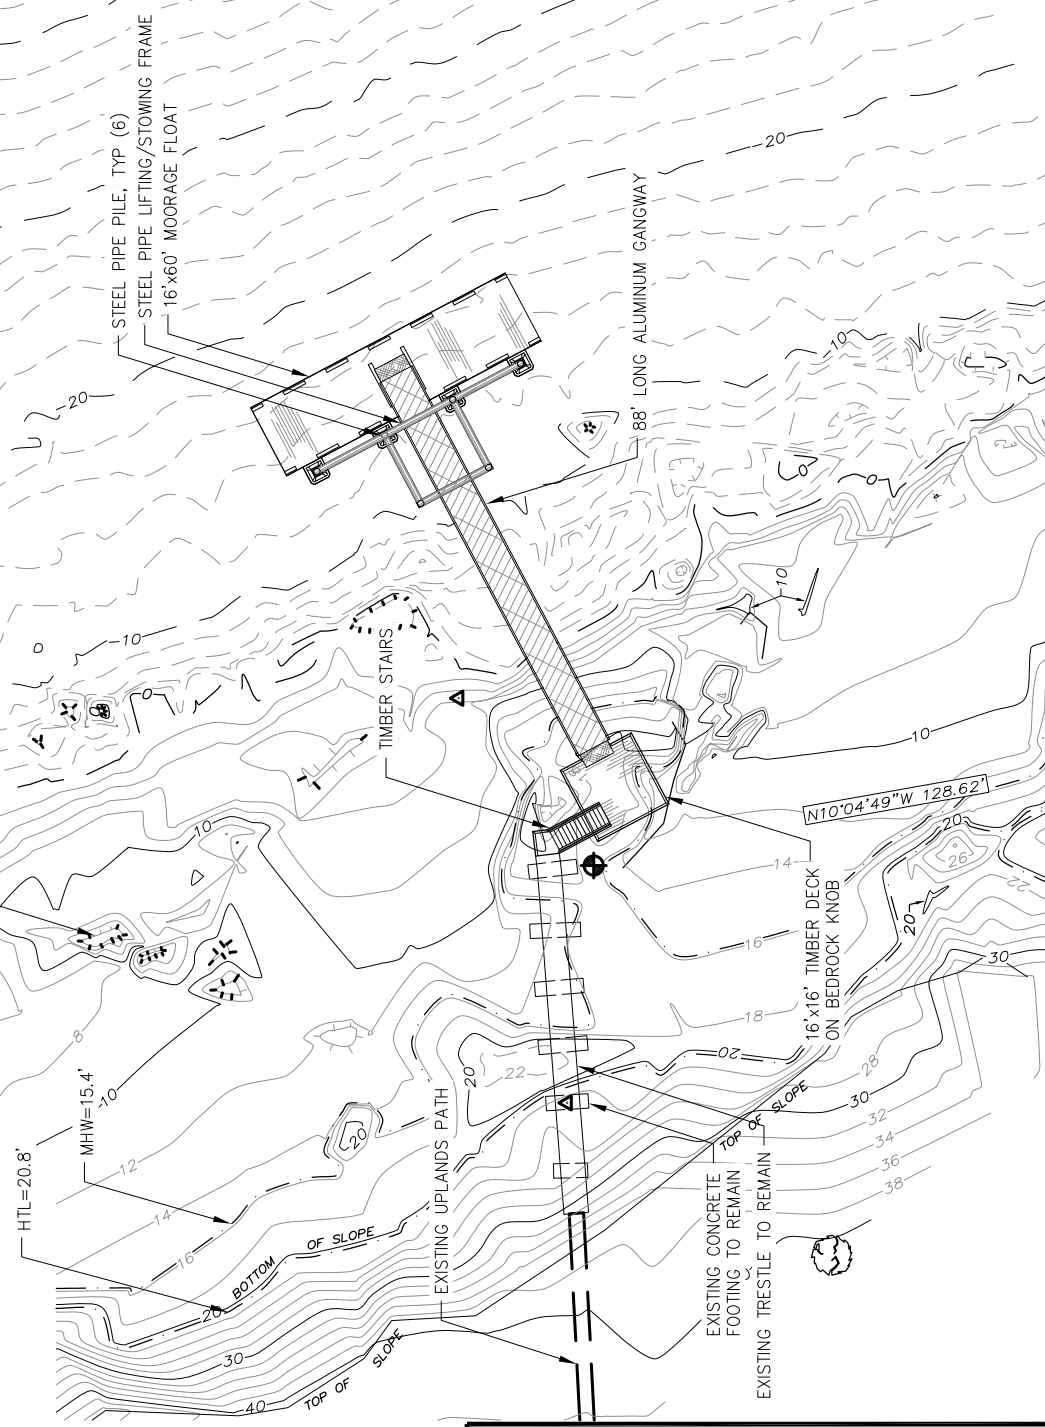 STEEL PIPE PILE, TYP (6)
STEEL PIPE LIFTING/STOWING FRAME
16'x60' MOORAGE FLOAT
-20
-20
88' LONG ALUMINUM GANGWAY
-10
0
0
-10
-10
0
TIMBER STAIRS
10
10
N10°04'49"W 128.62'
20
26
22
20
14
16'x16' TIMBER DECK
ON BEDROCK KNOB
16
30
18
8
20
22
20
28
30
TOP OF SLOPE
32
34
36
38
MHW=15.4'
-10
HTL=20.8'
12
20
14
16
BOTTOM
OF SLOPE
20
EXISTING UPLANDS PATH
30
TOP OF
SLOPE
40
EXISTING CONCRETE
FOOTING TO REMAIN
EXISTING TRESTLE TO REMAIN